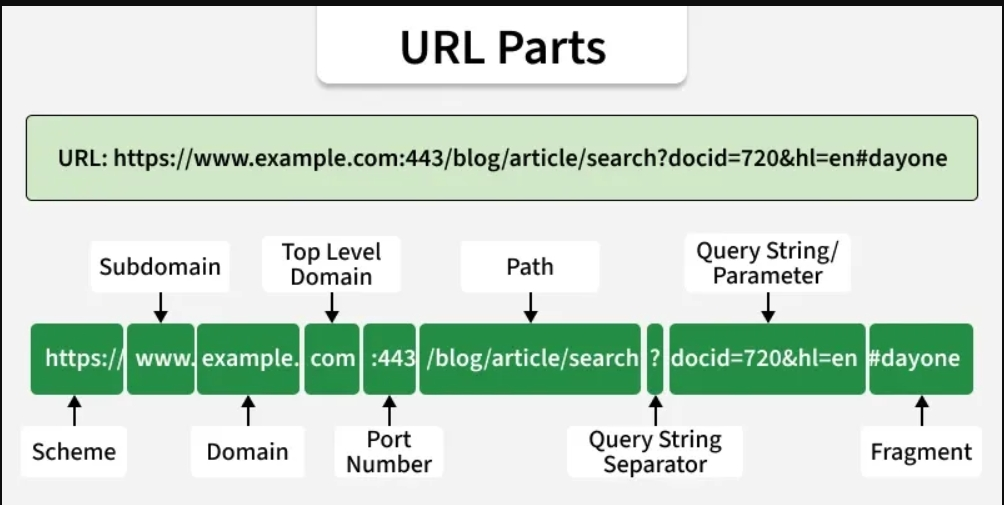 URL Parts
URL: https://www.example.com:443/blog/article/search?docid=720&hl=en#dayone
Subdomain
Top Level
Domain
Path
Query String/
Parameter
https:// www. example. com :443 /blog/article/search ? docid=720&hl=en #dayone
Scheme
Domain
Port
Number
Query String
Separator
Fragment